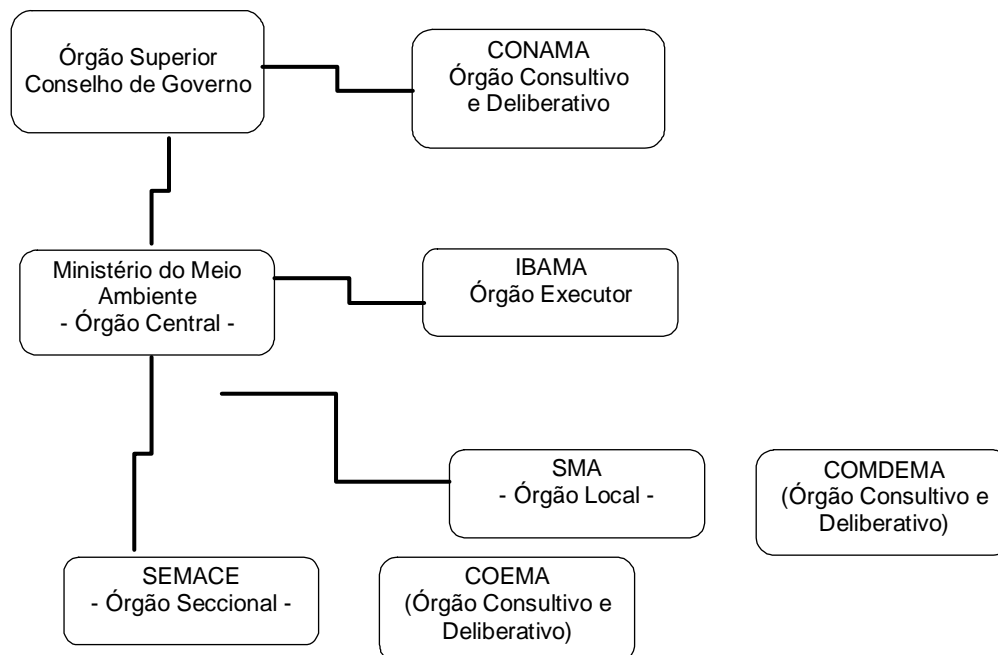 Órgão Superior
Conselho de Governo
CONAMA
Órgão Consultivo
e Deliberativo
Ministério do Meio
Ambiente
- Órgão Central -
IBAMA
Órgão Executor
SMA
- Órgão Local -
COMDEMA
(Órgão Consultivo e
Deliberativo)
SEMACE
- Órgão Seccional -
COEMA
(Órgão Consultivo e
Deliberativo)